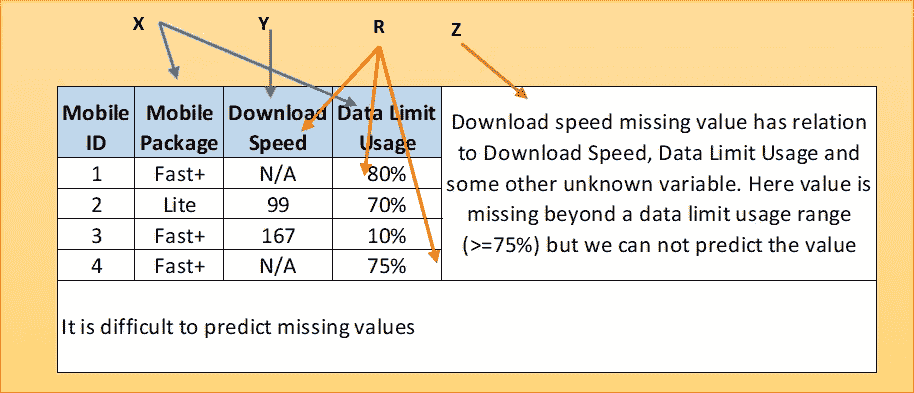 X Y R Z
Mobile ID Mobile Package Download Speed Data Limit Usage
1 Fast+ N/A 80%
2 Lite 99 70%
3 Fast+ 167 10%
4 Fast+ N/A 75%
Download speed missing value has relation
to Download Speed, Data Limit Usage and
some other unknown variable. Here value is
missing beyond a data limit usage range
(>=75%) but we can not predict the value
It is difficult to predict missing values